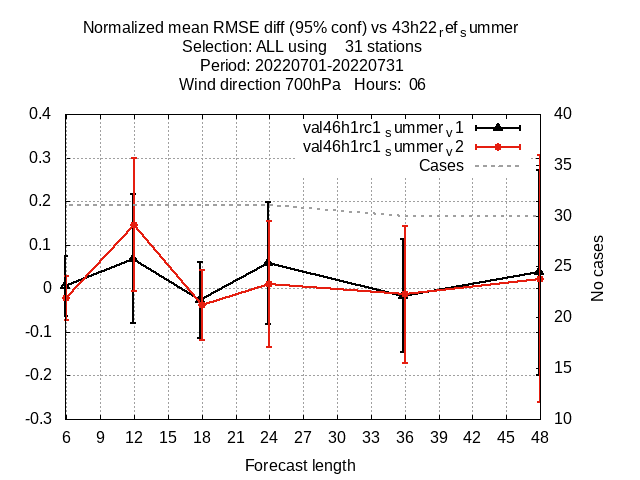 Normalized mean RMSE diff (95% conf) vs 43h22refsummer
Selection: ALL using 31 stations
Period: 20220701-20220731
Wind direction 700hPa Hours: 06
val46h1rc1summerv1
val46h1rc1summerv2
Cases
0.4
0.3
0.2
0.1
0
-0.1
-0.2
-0.3
40
35
30
25
20
15
10
No cases
6 9 12 15 18 21 24 27 30 33 36 39 42 45 48
Forecast length